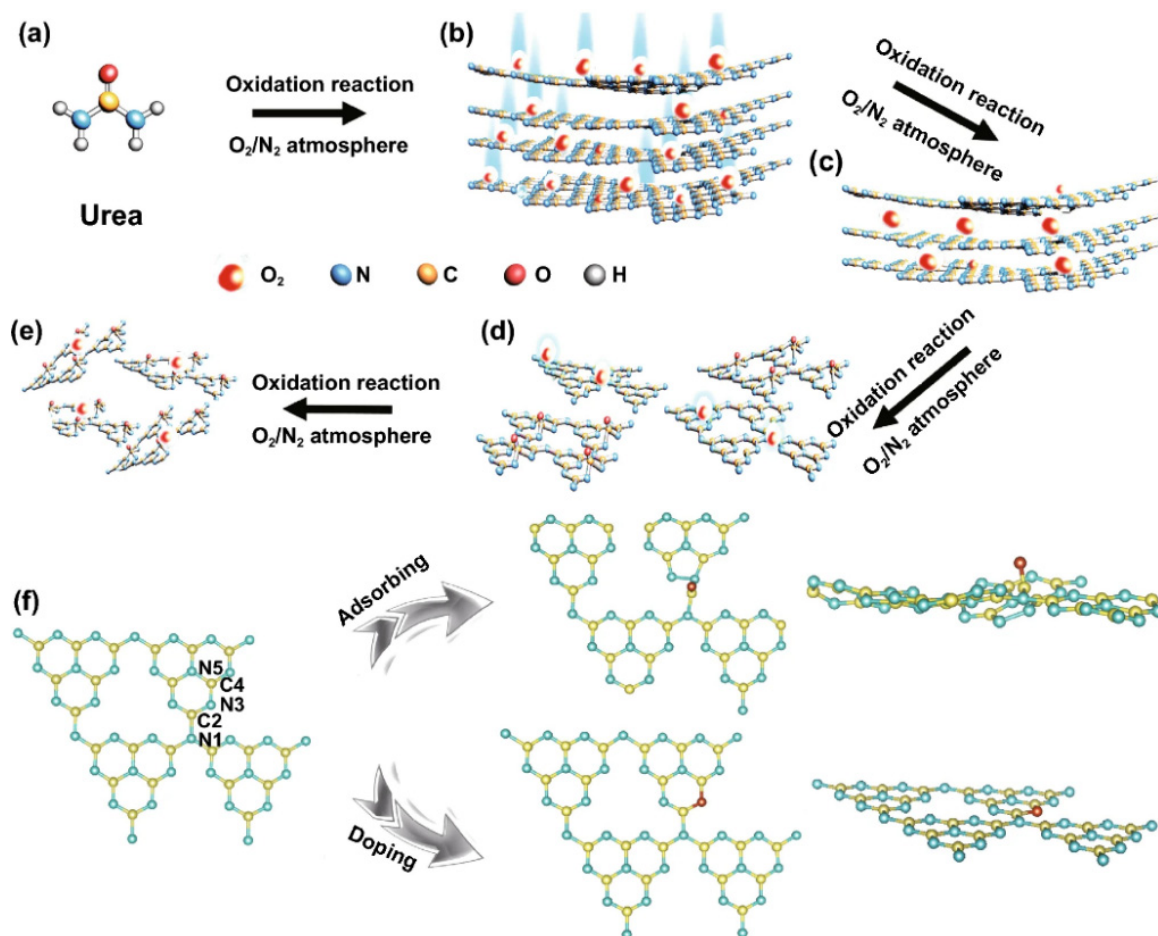 (a)
Urea
Oxidation reaction
O₂/N₂ atmosphere
(b)
Oxidation reaction
O₂/N₂ atmosphere
(c)
O₂
N
C
O
H
(e)
Oxidation reaction
O₂/N₂ atmosphere
(d)
Oxidation reaction
O₂/N₂ atmosphere
(f)
N5
C4
N3
C2
N1
Adsorbing
Doping